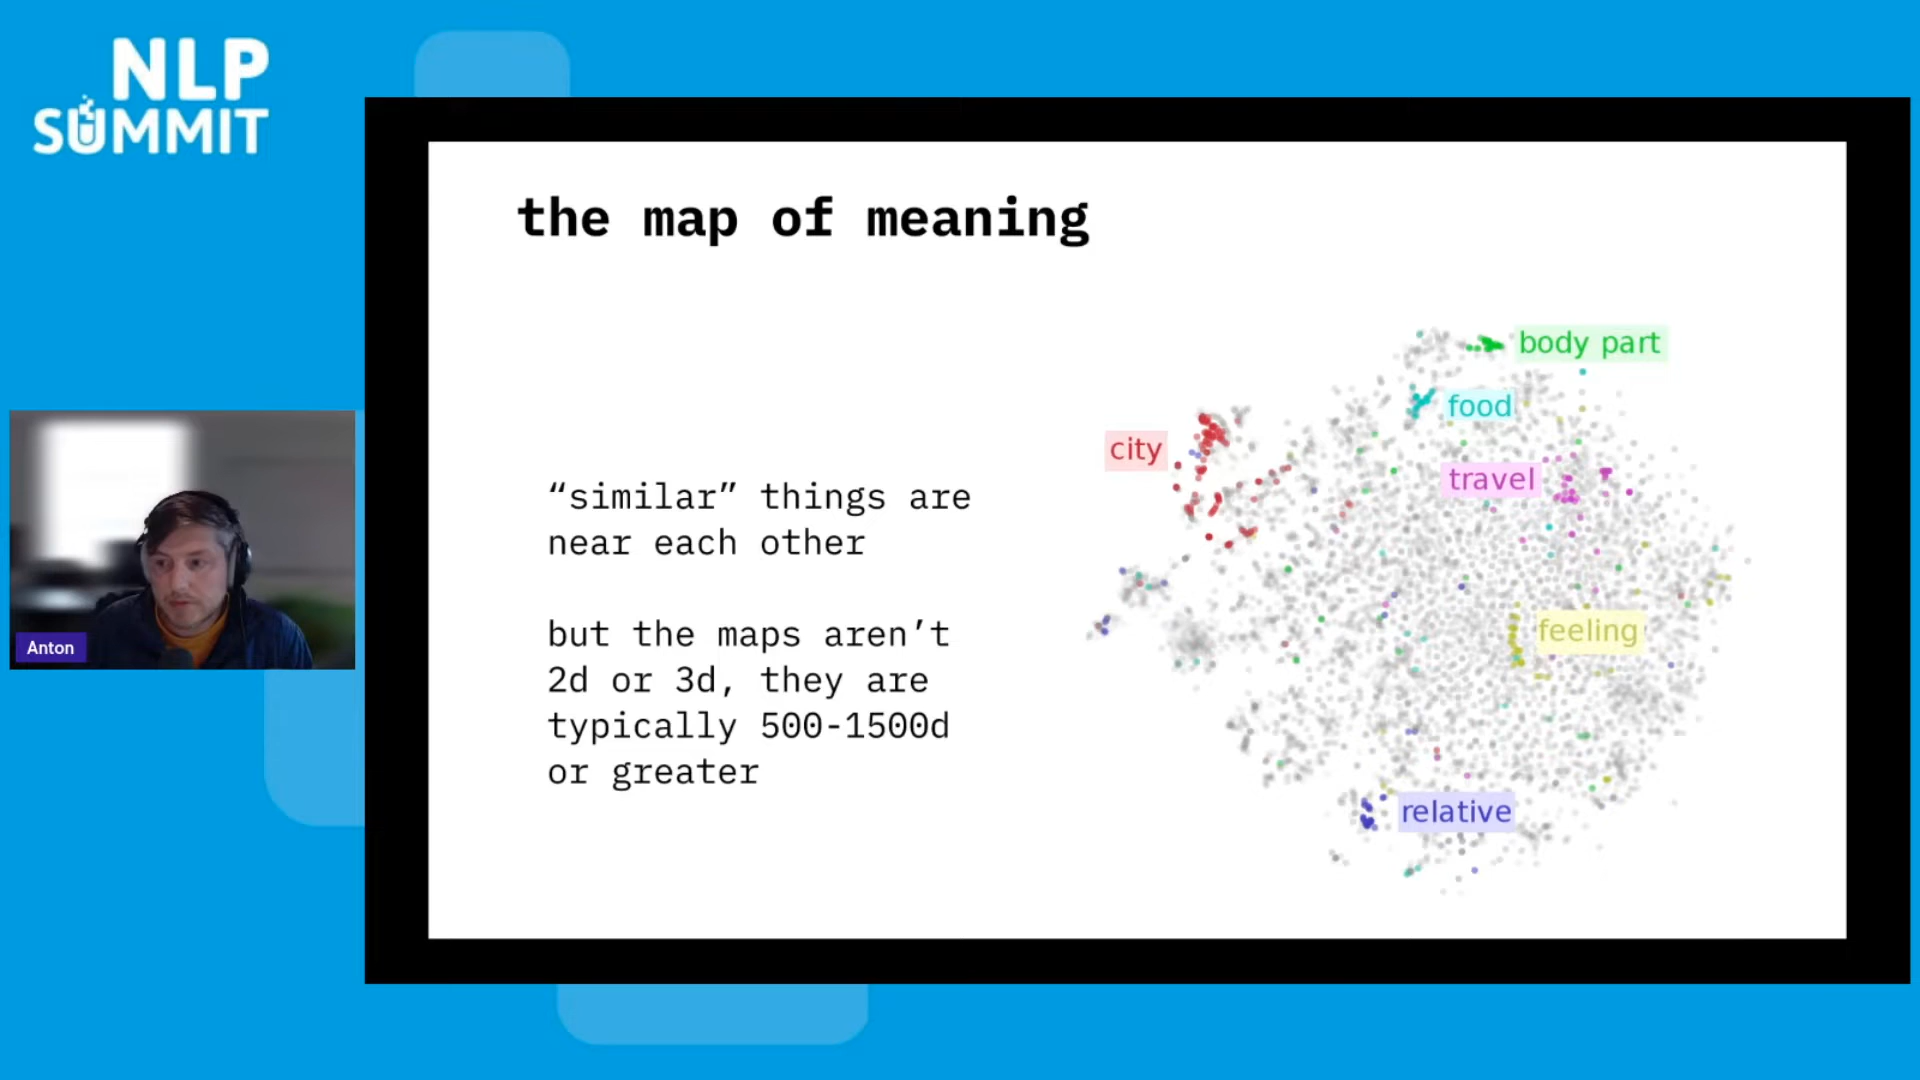 NLP
SUMMIT
the map of meaning
“similar” things are
near each other
but the maps aren’t
2d or 3d, they are
typically 500-1500d
or greater
body part
food
city
travel
feeling
relative
Anton